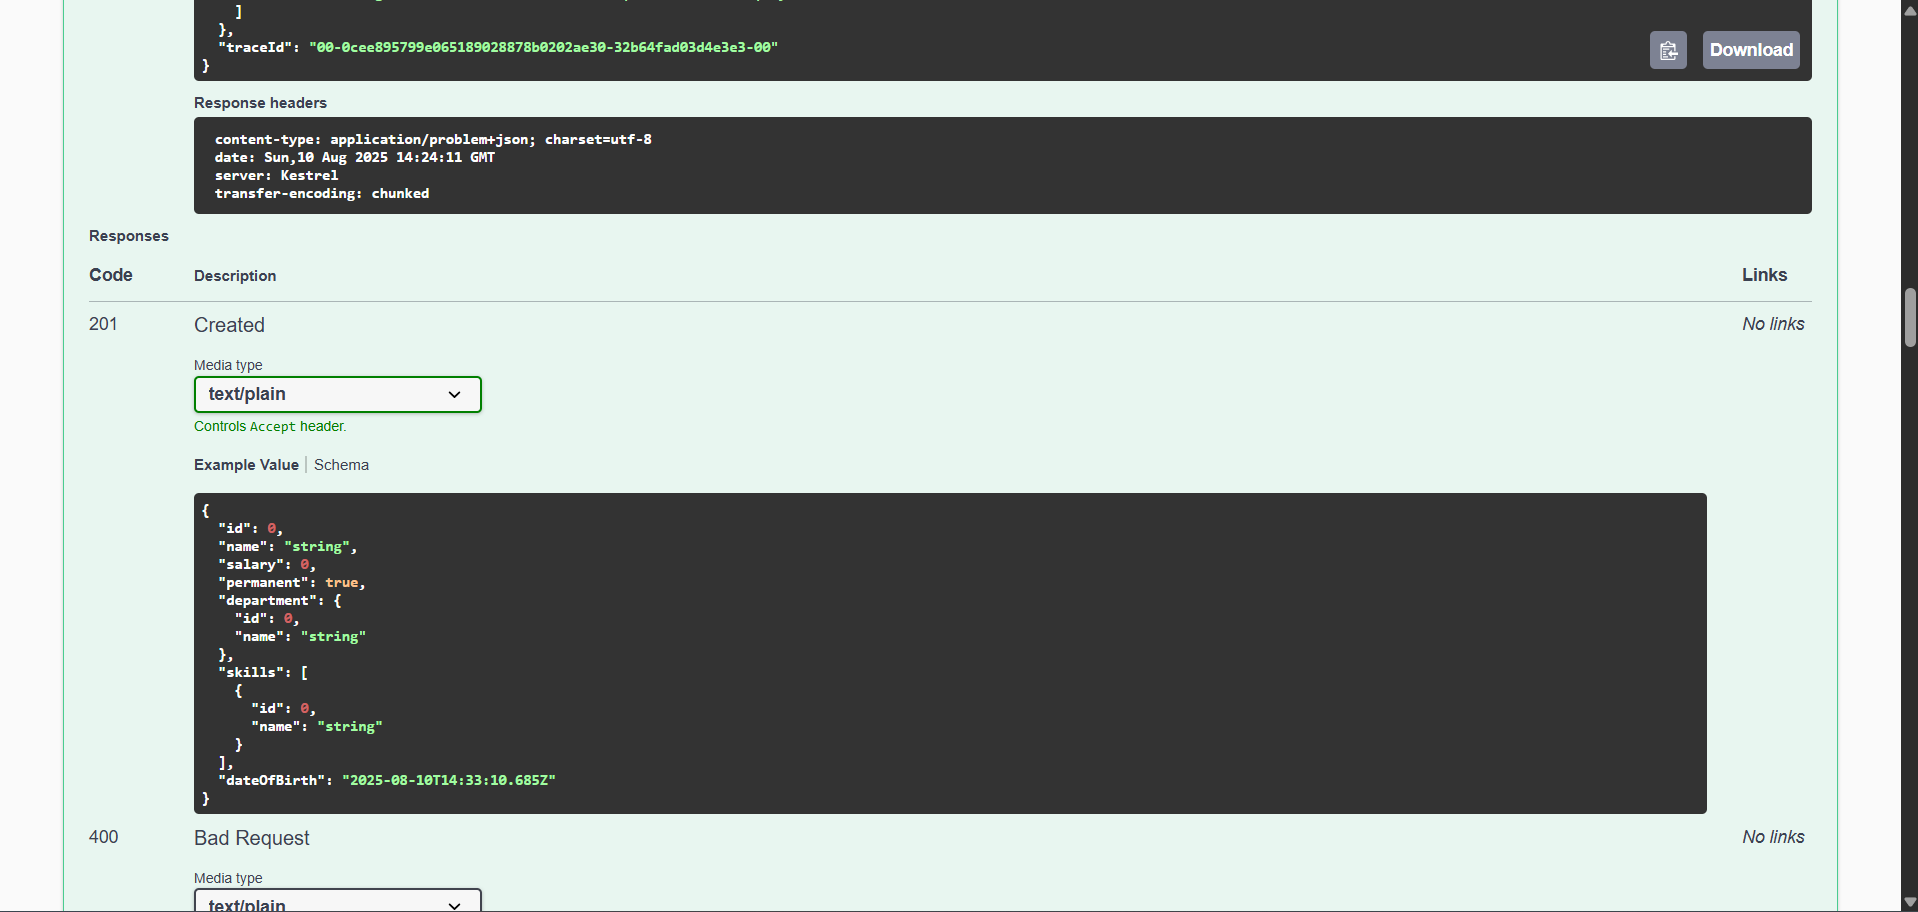 ]
},
"traceId": "00-0cee895799e065189028878b0202ae30-32b64fad03d4e3e3-00"
}
Download
Response headers
content-type: application/problem+json; charset=utf-8
date: Sun,10 Aug 2025 14:24:11 GMT
server: Kestrel
transfer-encoding: chunked
Responses
Code Description Links
201 Created No links
Media type
text/plain
Controls Accept header.
Example Value Schema
{
"id": 0,
"name": "string",
"salary": 0,
"permanent": true,
"department": {
"id": 0,
"name": "string"
},
"skills": [
{
"id": 0,
"name": "string"
}
],
"dateOfBirth": "2025-08-10T14:33:10.685Z"
}
400 Bad Request No links
Media type
text/plain